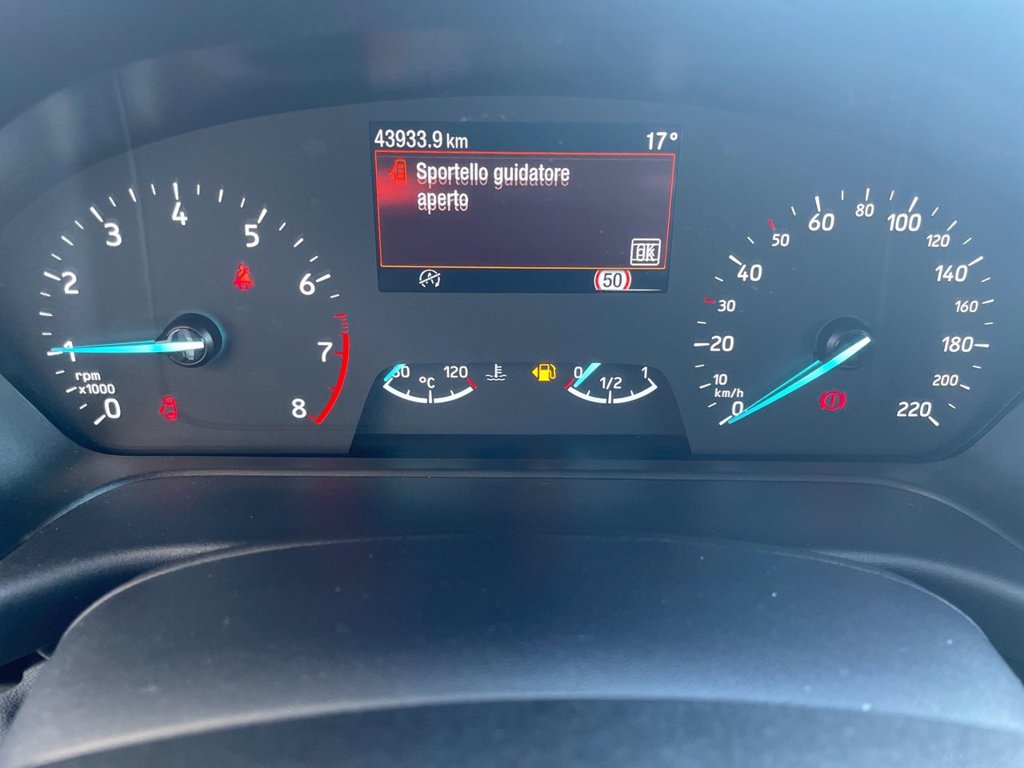 43933.9 km 17°
Sportello guidatore
aperto
OK
50
0 1 2 3 4 5 6 7 8
rpm
x1000
120
°C
0 1/2 1
0 10 20 30 40 50 60 80 100 120 140 160 180 200 220
km/h